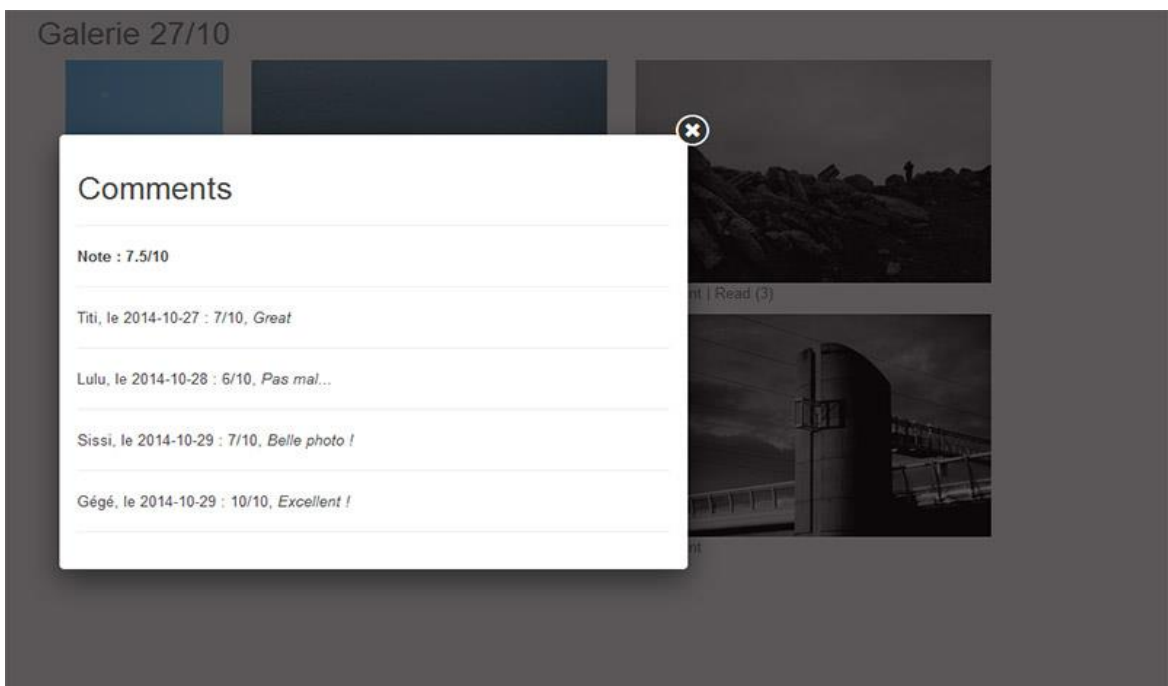 Galerie 27/10
Comments
Note : 7.5/10
Titi, le 2014-10-27 : 7/10, Great
Lulu, le 2014-10-28 : 6/10, Pas mal...
Sissi, le 2014-10-29 : 7/10, Belle photo !
Gégé, le 2014-10-29 : 10/10, Excellent !
| Read (3)